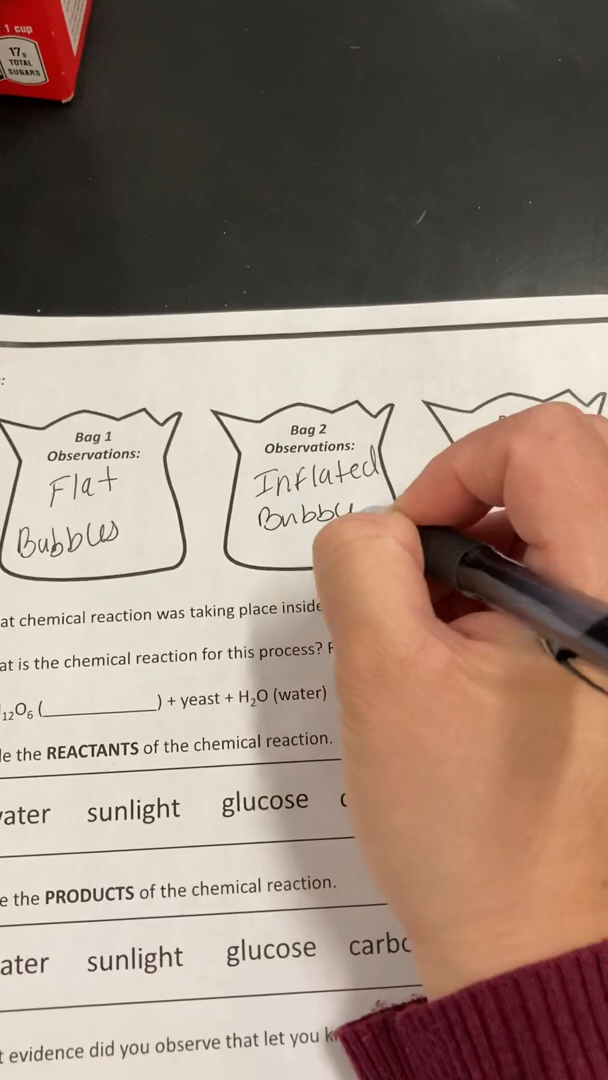 1 cup
17g
TOTAL
SUGARS
:
Bag 1
Observations:
Flat
Bubbles
Bag 2
Observations:
Inflated
Bubbl
at chemical reaction was taking place inside
at is the chemical reaction for this process?
12O6 (____________) + yeast + H2O (water)
le the REACTANTS of the chemical reaction.
ater sunlight glucose
e the PRODUCTS of the chemical reaction.
ater sunlight glucose carbo
t evidence did you observe that let you k